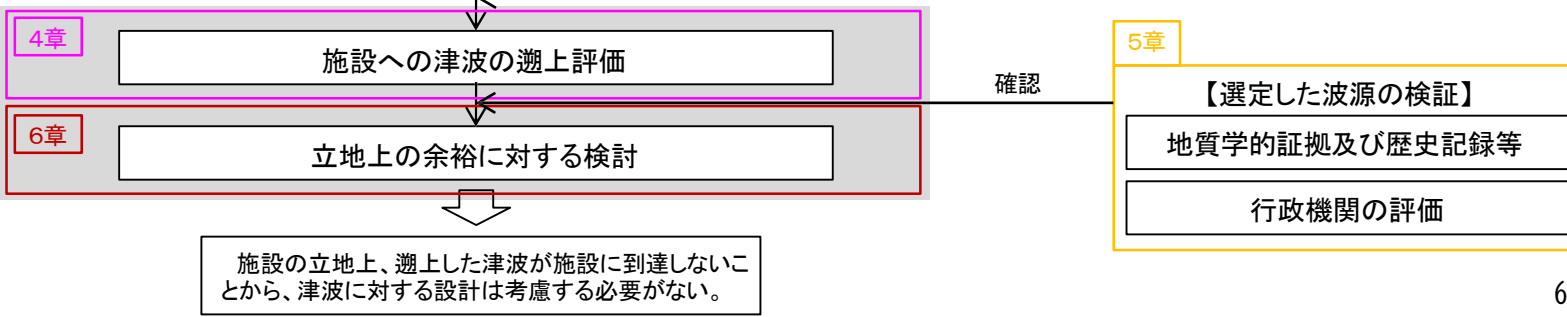 4章
施設への津波の遡上評価
6章
立地上の余裕に対する検討
施設の立地上、遡上した津波が施設に到達しないこ
とから、津波に対する設計は考慮する必要がない。
確認
5章
【選定した波源の検証】
地質学的証拠及び歴史記録等
行政機関の評価
6